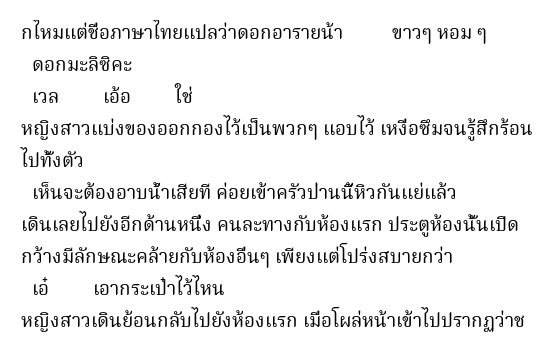 กไหมแต่ชื่อภาษาไทยแปลว่าดอกอารายน้า ขาวๆ หอม ๆ
ดอกมะลิซิคะ
เวล เอ้อ ใช่
หญิงสาวแบ่งของออกกองไว้เป็นพวกๆ แอบไว้ เหงื่อซึมจนรู้สึกร้อน
ไปทั้งตัว
เห็นจะต้องอาบน้ำเสียที ค่อยเข้าครัวป่านนี้หิวกันแย่แล้ว
เดินเลยไปยังอีกด้านหนึ่ง คนละทางกับห้องแรก ประตูห้องนั้นเปิด
กว้างมีลักษณะคล้ายกับห้องอื่นๆ เพียงแต่โปร่งสบายกว่า
เอ๋ เอากระเป๋าไว้ไหน
หญิงสาวเดินย้อนกลับไปยังห้องแรก เมื่อโผล่หน้าเข้าไปปรากฏว่าช